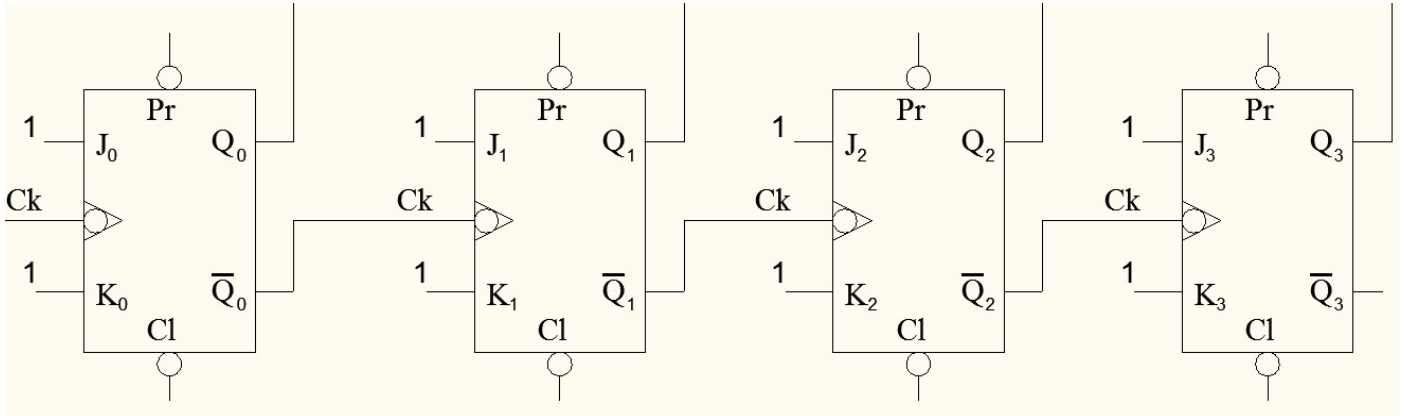 Pr Pr Pr Pr
1 J₀ Q₀ 1 J₁ Q₁ 1 J₂ Q₂ 1 J₃ Q₃
Ck Ck Ck Ck
1 K₀ Q̅₀ 1 K₁ Q̅₁ 1 K₂ Q̅₂ 1 K₃ Q̅₃
Cl Cl Cl Cl